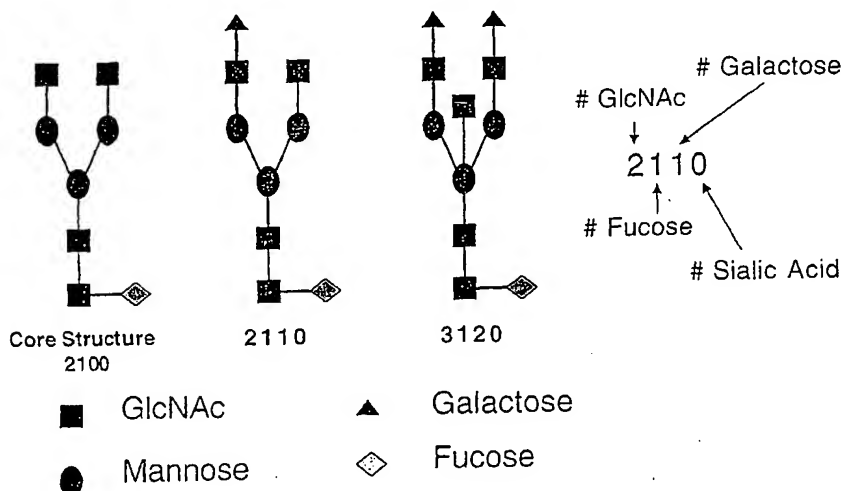 # Galactose
# GlcNAc
2110
# Fucose
# Sialic Acid
Core Structure
2100
2110
3120
GlcNAc
Galactose
Mannose
Fucose